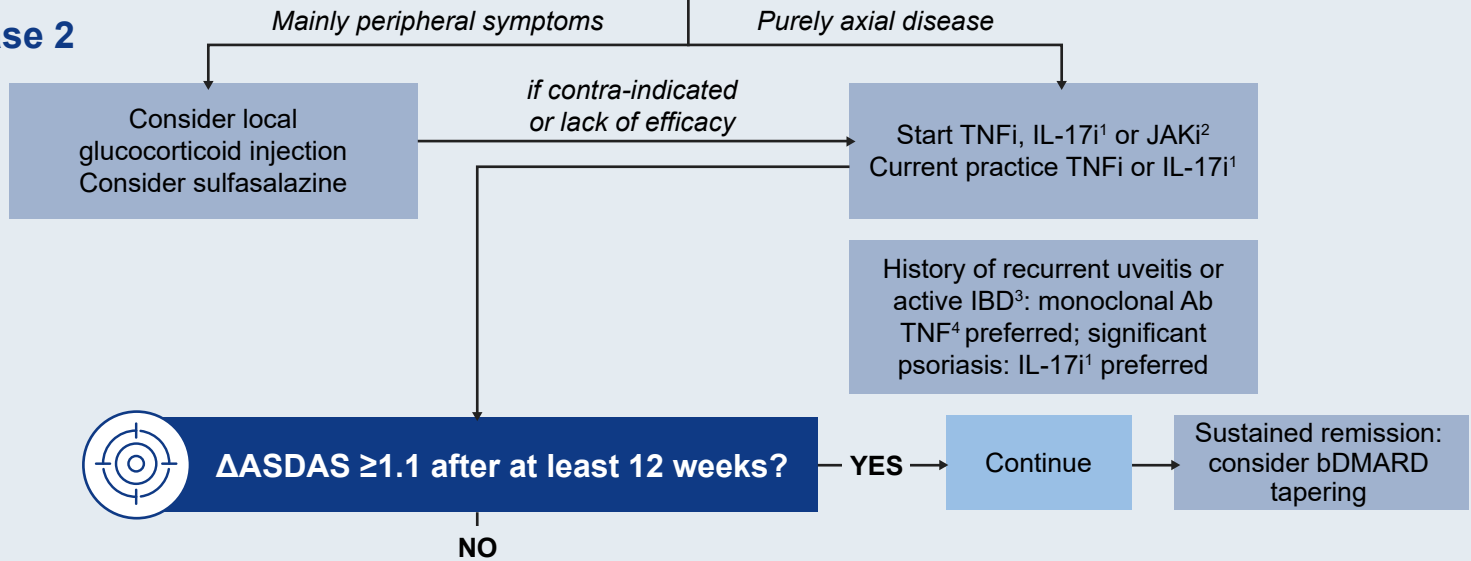 Mainly peripheral symptoms
Purely axial disease
se 2
Consider local
glucocorticoid injection
Consider sulfasalazine
if contra-indicated
or lack of efficacy
Start TNFi, IL-17i¹ or JAKi²
Current practice TNFi or IL-17i¹
History of recurrent uveitis or
active IBD³: monoclonal Ab
TNF⁴ preferred; significant
psoriasis: IL-17i¹ preferred
ΔASDAS ≥1.1 after at least 12 weeks?
YES
Continue
Sustained remission:
consider bDMARD
tapering
NO